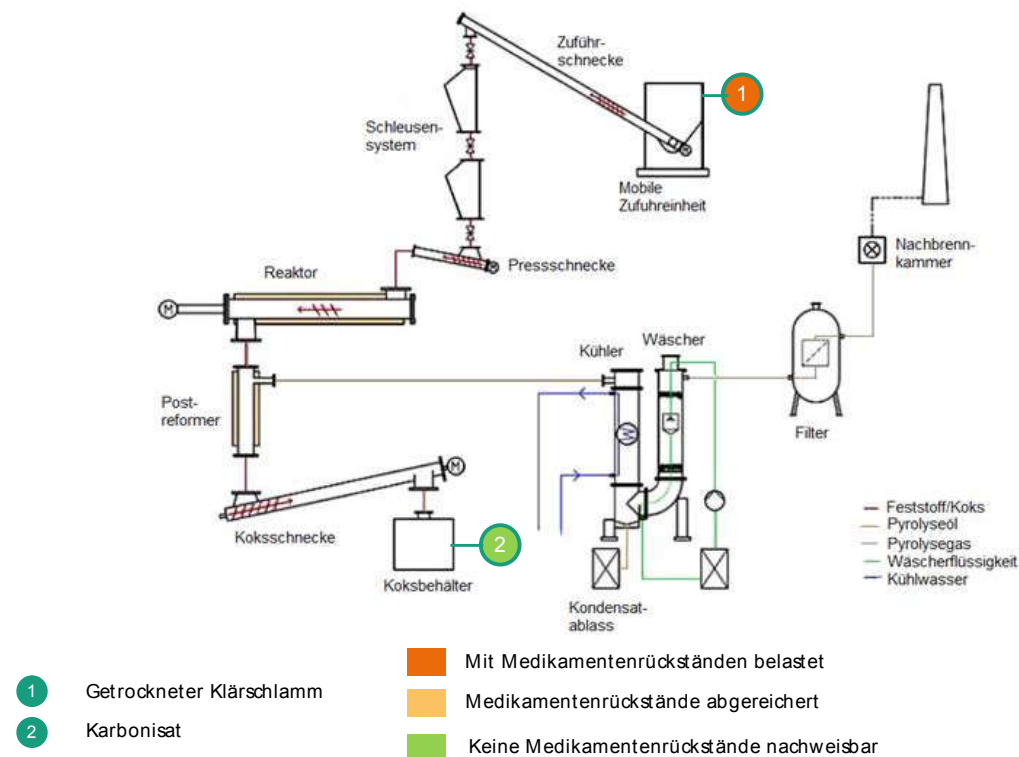 Zuführ-
schnecke
1
Schleusen-
system
Mobile
Zufuhreinheit
Nachbrenn-
kammer
Pressschnecke
Reaktor
M
M
M
Kühler
Wäscher
Post-
reformer
Filter
M
Koksschnecke
2
Koksbehälter
Kondensat-
ablass
Feststoff/Koks
Pyrolyseöl
Pyrolysegas
Wäscherflüssigkeit
Kühlwasser
1 Getrockneter Klärschlamm
2 Karbonisat
Mit Medikamentenrückständen belastet
Medikamentenrückstände abgereichert
Keine Medikamentenrückstände nachweisbar